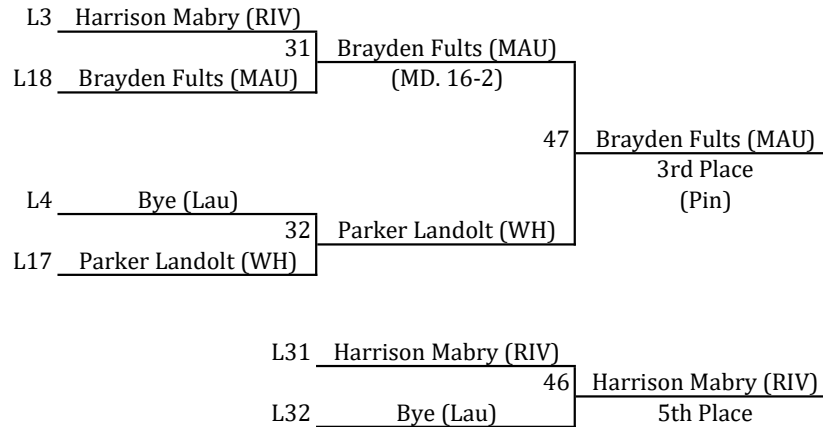 L3 Harrison Mabry (RIV)
31 Brayden Fults (MAU)
L18 Brayden Fults (MAU) (MD. 16-2)
47 Brayden Fults (MAU)
3rd Place
L4 Bye (Lau) (Pin)
32 Parker Landolt (WH)
L17 Parker Landolt (WH)
L31 Harrison Mabry (RIV)
46 Harrison Mabry (RIV)
L32 Bye (Lau) 5th Place